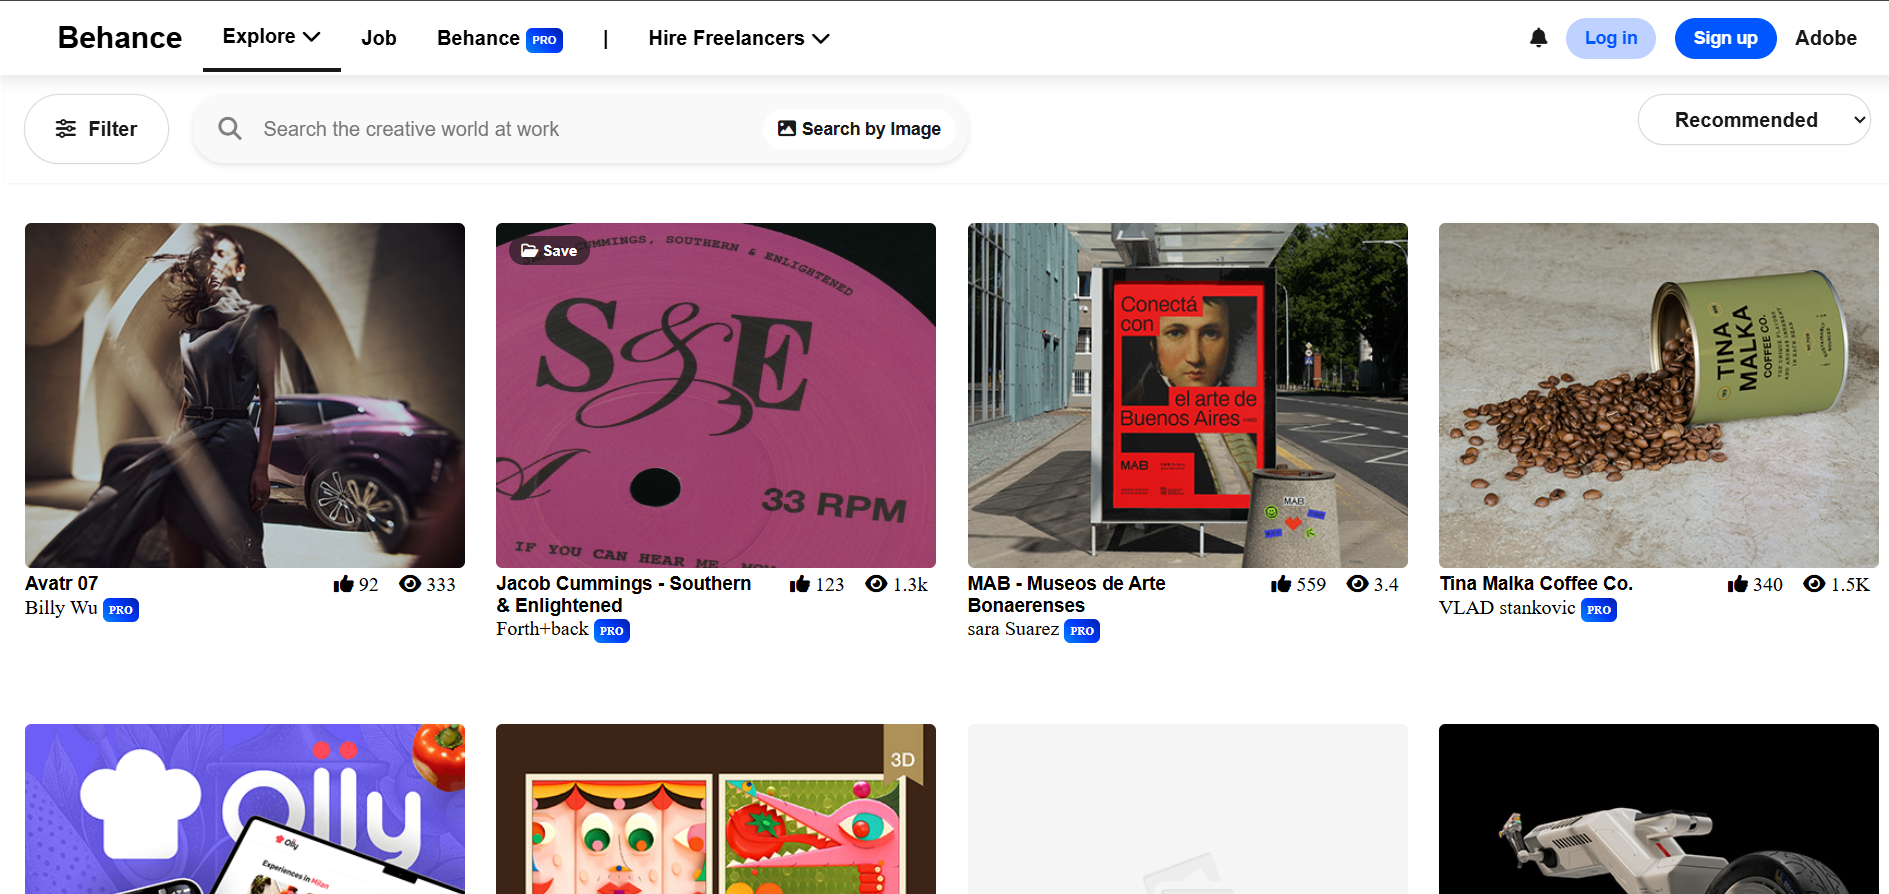 Behance
Explore
Job
Behance PRO
|
Hire Freelancers
Log in
Sign up
Adobe
Filter
Search the creative world at work
Search by Image
Recommended
Save
CUMMINGS, SOUTHERN & ENLIGHTENED
S&E
33 RPM
IF YOU CAN HEAR ME
Conectá
con
el arte de
Buenos Aires
MAB
MAB
TINA
MALKA
COFFEE CO.
Avatr 07
92
333
Billy Wu PRO
Jacob Cummings - Southern
& Enlightened
123
1.3k
Forth+back PRO
MAB - Museos de Arte
Bonaerenses
559
3.4
sara Suarez PRO
Tina Malka Coffee Co.
340
1.5K
VLAD stankovic PRO
Olly
Olly
Experiences in Milan
3D